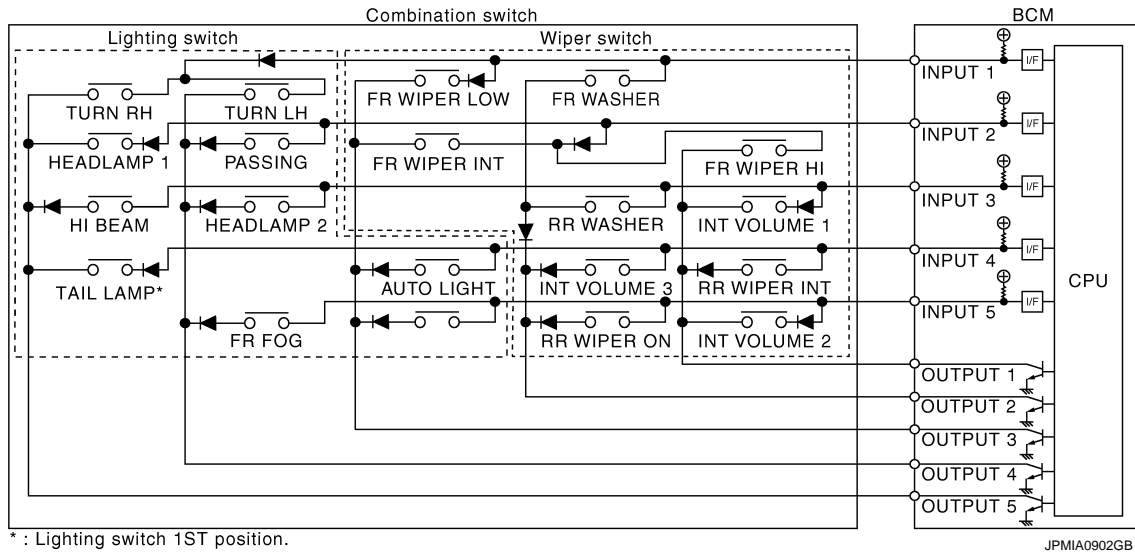 Combination switch
BCM
Lighting switch
Wiper switch
INPUT 1
I/F
TURN RH
TURN LH
FR WIPER LOW
FR WASHER
INPUT 2
I/F
HEADLAMP 1
PASSING
FR WIPER INT
FR WIPER HI
INPUT 3
I/F
HI BEAM
HEADLAMP 2
RR WASHER
INT VOLUME 1
INPUT 4
I/F
TAIL LAMP*
AUTO LIGHT
INT VOLUME 3
RR WIPER INT
CPU
INPUT 5
I/F
FR FOG
RR WIPER ON
INT VOLUME 2
OUTPUT 1
OUTPUT 2
OUTPUT 3
OUTPUT 4
OUTPUT 5
* : Lighting switch 1ST position.
JPMIA0902GB